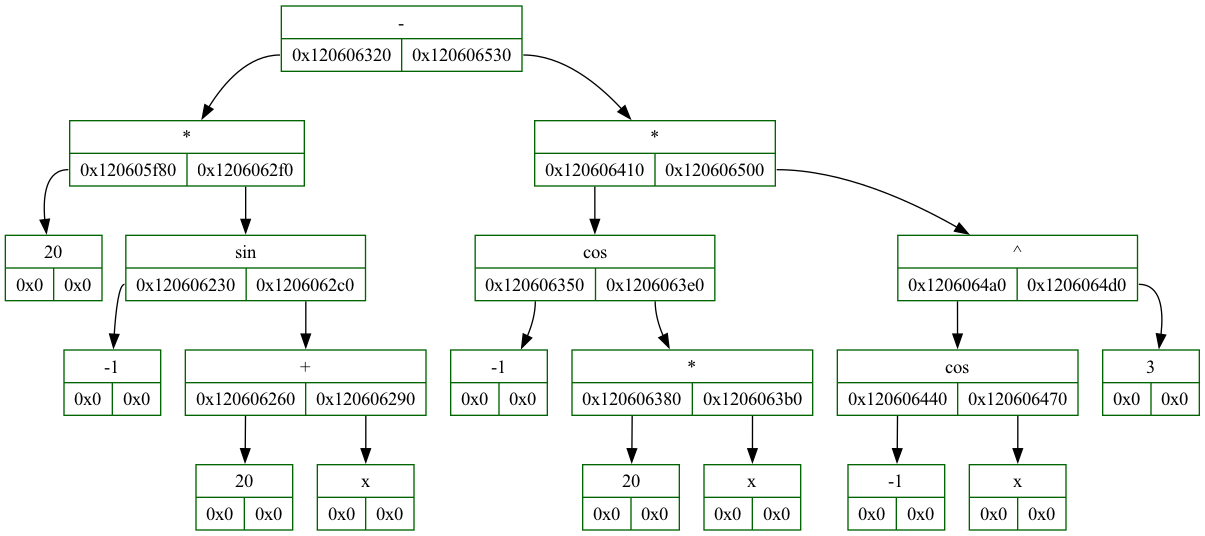 -
0x120606320 0x120606530
* *
0x120605f80 0x1206062f0 0x120606410 0x120606500
20 sin cos ^
0x0 0x0 0x120606230 0x1206062c0 0x120606350 0x1206063e0 0x1206064a0 0x1206064d0
-1 + -1 * cos 3
0x0 0x0 0x120606260 0x120606290 0x0 0x0 0x120606380 0x1206063b0 0x120606440 0x120606470 0x0 0x0
20 x 20 x -1 x
0x0 0x0 0x0 0x0 0x0 0x0 0x0 0x0 0x0 0x0 0x0 0x0